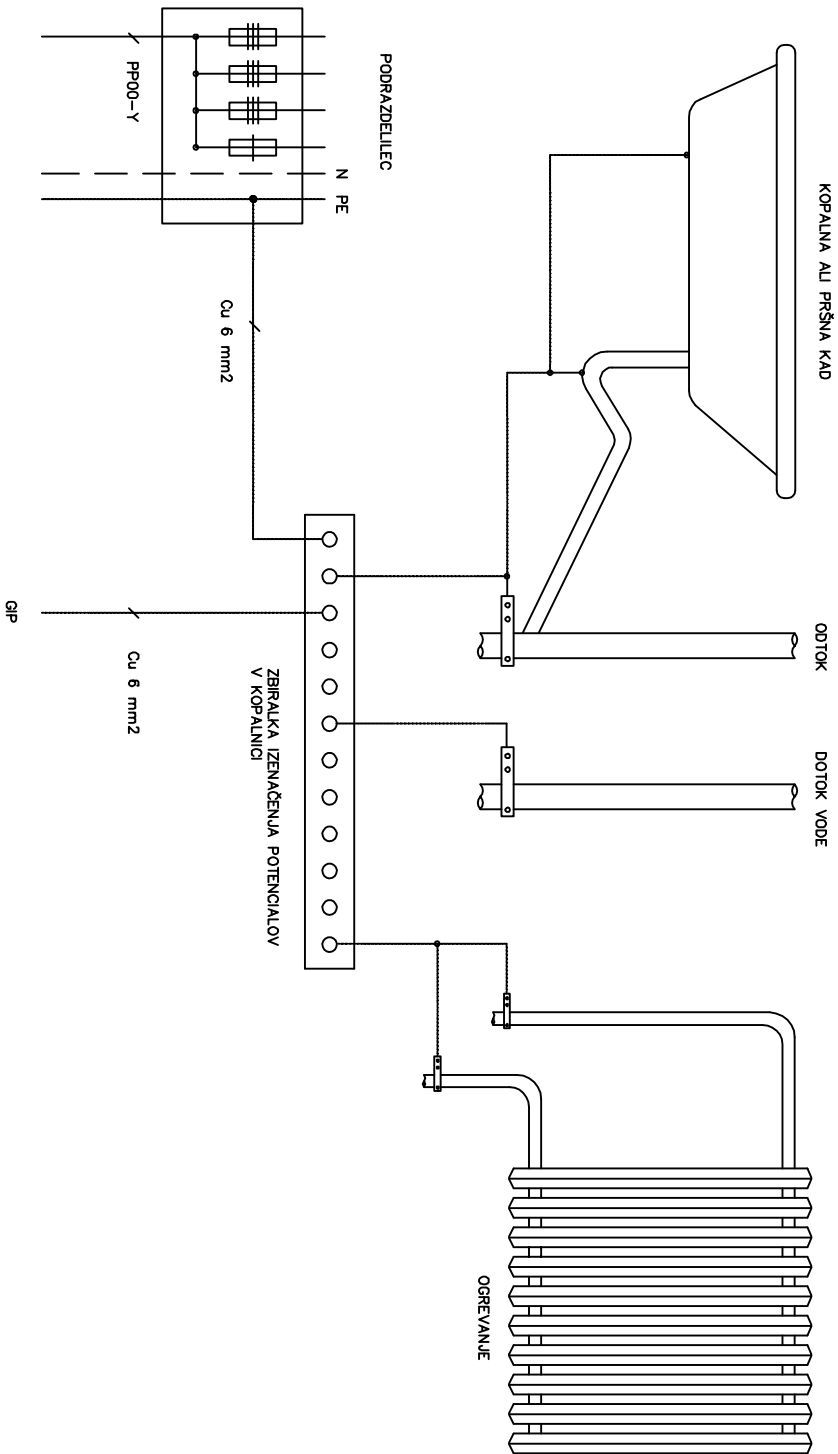 KOPALNA ALI PRŠNA KAD
ODTOK
DOTOK VODE
OGREVANJE
PODRAZDELILEC
N
PE
PP00-Y
Cu 6 mm2
ZBIRALKA IZENAČENJA POTENCIALOV
V KOPALNICI
Cu 6 mm2
GIP